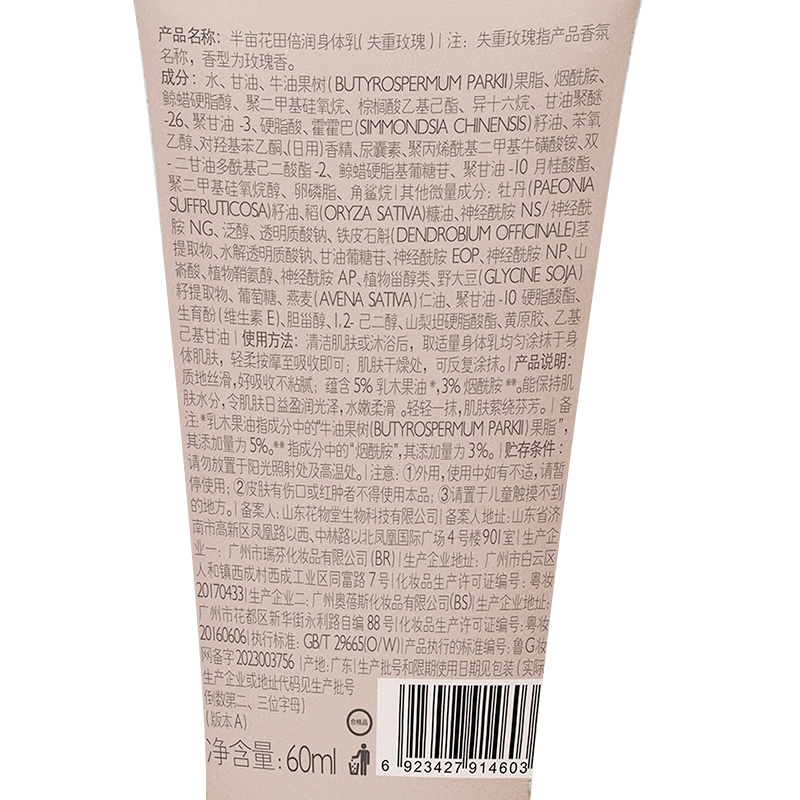 产品名称：半亩花田倍润身体乳(失重玫瑰)|注：失重玫瑰指产品香氛
名称，香型为玫瑰香。
成分：水、甘油、牛油果树(BUTYROSPERMUM PARKII)果脂、烟酰胺、
鲸蜡硬脂醇、聚二甲基硅氧烷、棕榈酸乙基己酯、异十六烷、甘油聚醚
-26、聚甘油-3、硬脂酸、霍霍巴(SIMMONDSIA CHINENSIS)籽油、苯氧
乙醇、对羟基苯乙酮、(日用)香精、尿囊素、聚丙烯酰基二甲基牛磺酸铵、双
-二甘油多酰基己二酸酯-2、鲸蜡硬脂基葡糖苷、聚甘油-10月桂酸酯、
聚二甲基硅氧烷醇、卵磷脂、角鲨烷|其他微量成分：牡丹(PAEONIA
SUFFRUTICOSA)籽油、稻(ORYZA SATIVA)糠油、神经酰胺 NS/神经酰
胺 NG、泛醇、透明质酸钠、铁皮石斛(DENDROBIUM OFFICINALE)茎
提取物、水解透明质酸钠、甘油葡糖苷、神经酰胺 EOP、神经酰胺 NP、山
嵛酸、植物鞘氨醇、神经酰胺 AP、植物甾醇类、野大豆(GLYCINE SOJA)
籽提取物、葡萄糖、燕麦(AVENA SATIVA)仁油、聚甘油-10 硬脂酸酯、
生育酚(维生素E)、胆甾醇、1,2-己二醇、山梨坦硬脂酸酯、黄原胶、乙基
己基甘油|使用方法：清洁肌肤或沐浴后，取适量身体乳均匀涂抹于身
体肌肤，轻柔按摩至吸收即可；肌肤干燥处，可反复涂抹。|产品说明：
质地丝滑，好吸收不粘腻；蕴含5%乳木果油*,3%烟酰胺**。能保持肌
肤水分，令肌肤日益盈润光泽，水嫩柔滑。轻轻一抹，肌肤萦绕芬芳。|备
注：*乳木果油指成分中的“牛油果树(BUTYROSPERMUM PARKII)果脂”，
其添加量为5%。**指成分中的“烟酰胺”，其添加量为3%。|贮存条件：
请勿放置于阳光照射处及高温处。|注意：①外用，使用中如有不适，请暂
停使用；②皮肤有伤口或红肿者不得使用本品；③请置于儿童触摸不到
的地方。|备案人：山东花物堂生物科技有限公司|备案人地址：山东省济
南市高新区凤凰路以西、中林路以北凤凰国际广场4号楼901室|生产企
业一：广州市瑞芬化妆品有限公司(BR)|生产企业地址：广州市白云区
人和镇西成村西成工业区同富路7号|化妆品生产许可证编号：粤妆
20170433|生产企业二：广州奥蓓斯化妆品有限公司(BS)|生产企业地址：
广州市花都区新华街永利路自编88号|化妆品生产许可证编号：粤妆
20160606|执行标准：GB/T 29665(O/W)|产品执行的标准编号：鲁G妆
网备字2023003756|产地：广东|生产批号和限期使用日期见包装(实际
生产企业或地址代码见生产批号
倒数第二、三位字母)
(版本A)
合格品
净含量：60ml
6 923427 914603